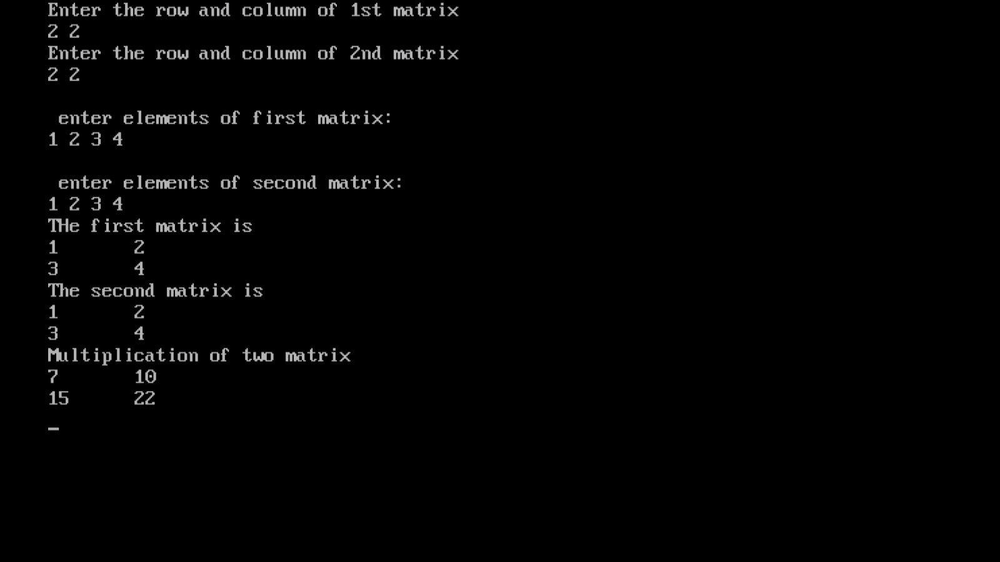 Enter the row and column of 1st matrix
2 2
Enter the row and column of 2nd matrix
2 2
enter elements of first matrix:
1 2 3 4
enter elements of second matrix:
1 2 3 4
THe first matrix is
1 2
3 4
The second matrix is
1 2
3 4
Multiplication of two matrix
7 10
15 22
_